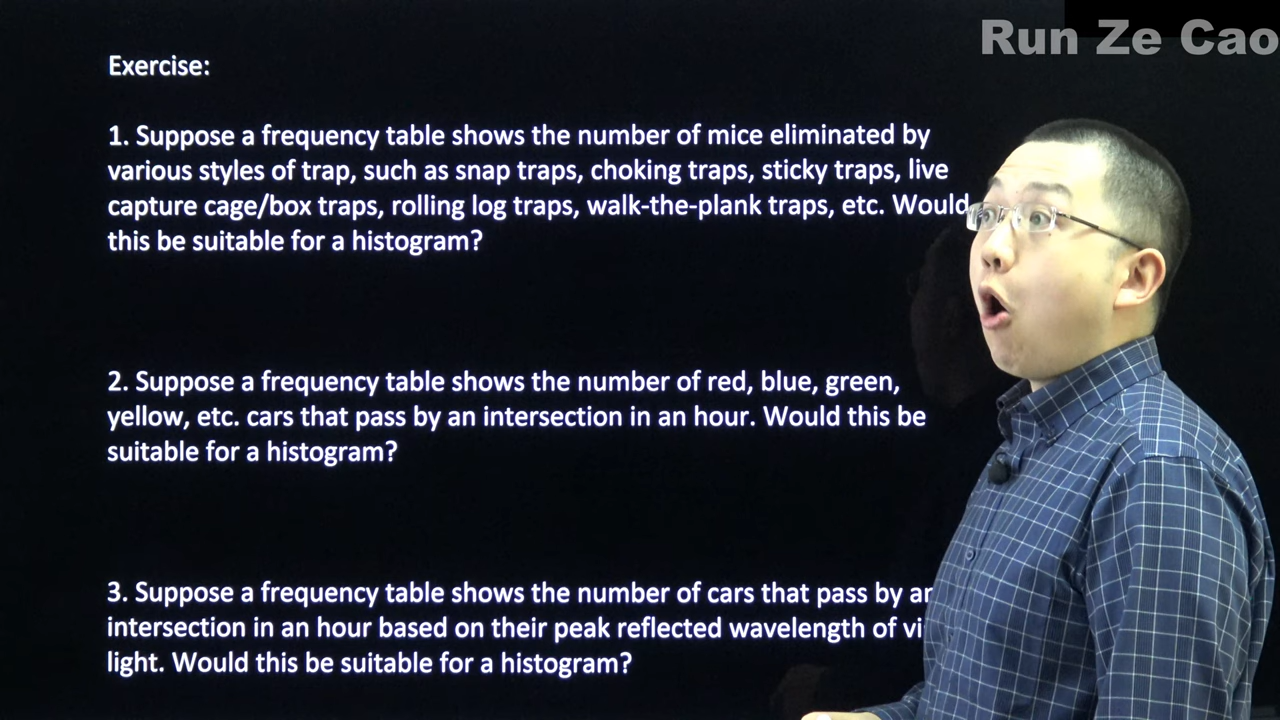 Run Ze Cao
Exercise:
1. Suppose a frequency table shows the number of mice eliminated by
various styles of trap, such as snap traps, choking traps, sticky traps, live
capture cage/box traps, rolling log traps, walk-the-plank traps, etc. Would
this be suitable for a histogram?
2. Suppose a frequency table shows the number of red, blue, green,
yellow, etc. cars that pass by an intersection in an hour. Would this be
suitable for a histogram?
3. Suppose a frequency table shows the number of cars that pass by
intersection in an hour based on their peak reflected wavelength of
light. Would this be suitable for a histogram?